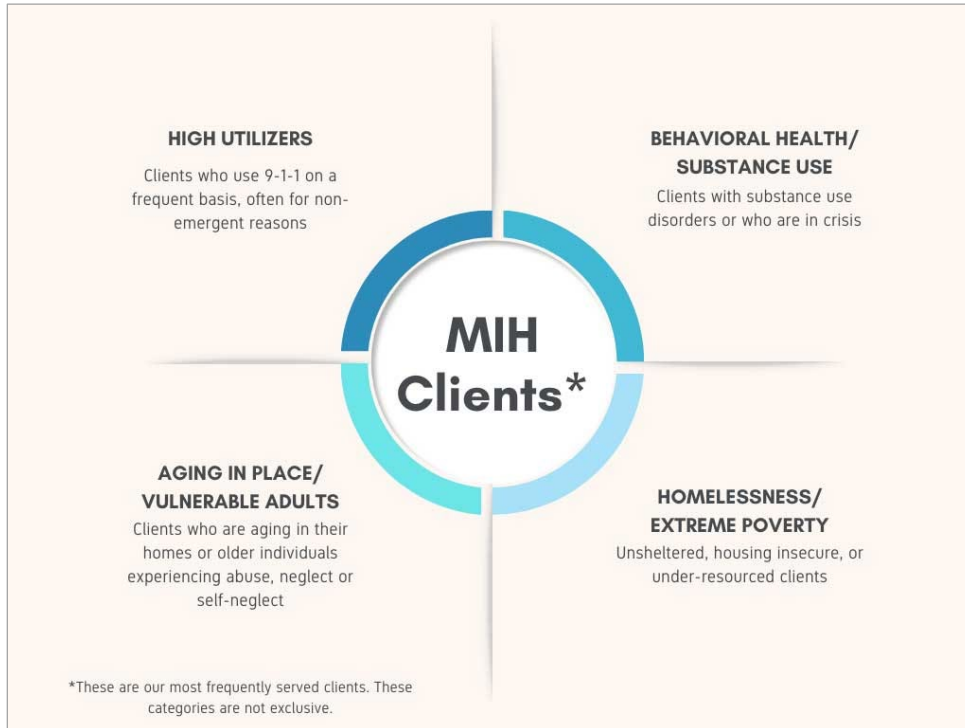 HIGH UTILIZERS
Clients who use 9-1-1 on a
frequent basis, often for non-
emergent reasons
BEHAVIORAL HEALTH/
SUBSTANCE USE
Clients with substance use
disorders or who are in crisis
MIH
Clients*
AGING IN PLACE/
VULNERABLE ADULTS
Clients who are aging in their
homes or older individuals
experiencing abuse, neglect or
self-neglect
HOMELESSNESS/
EXTREME POVERTY
Unsheltered, housing insecure, or
under-resourced clients
*These are our most frequently served clients. These
categories are not exclusive.